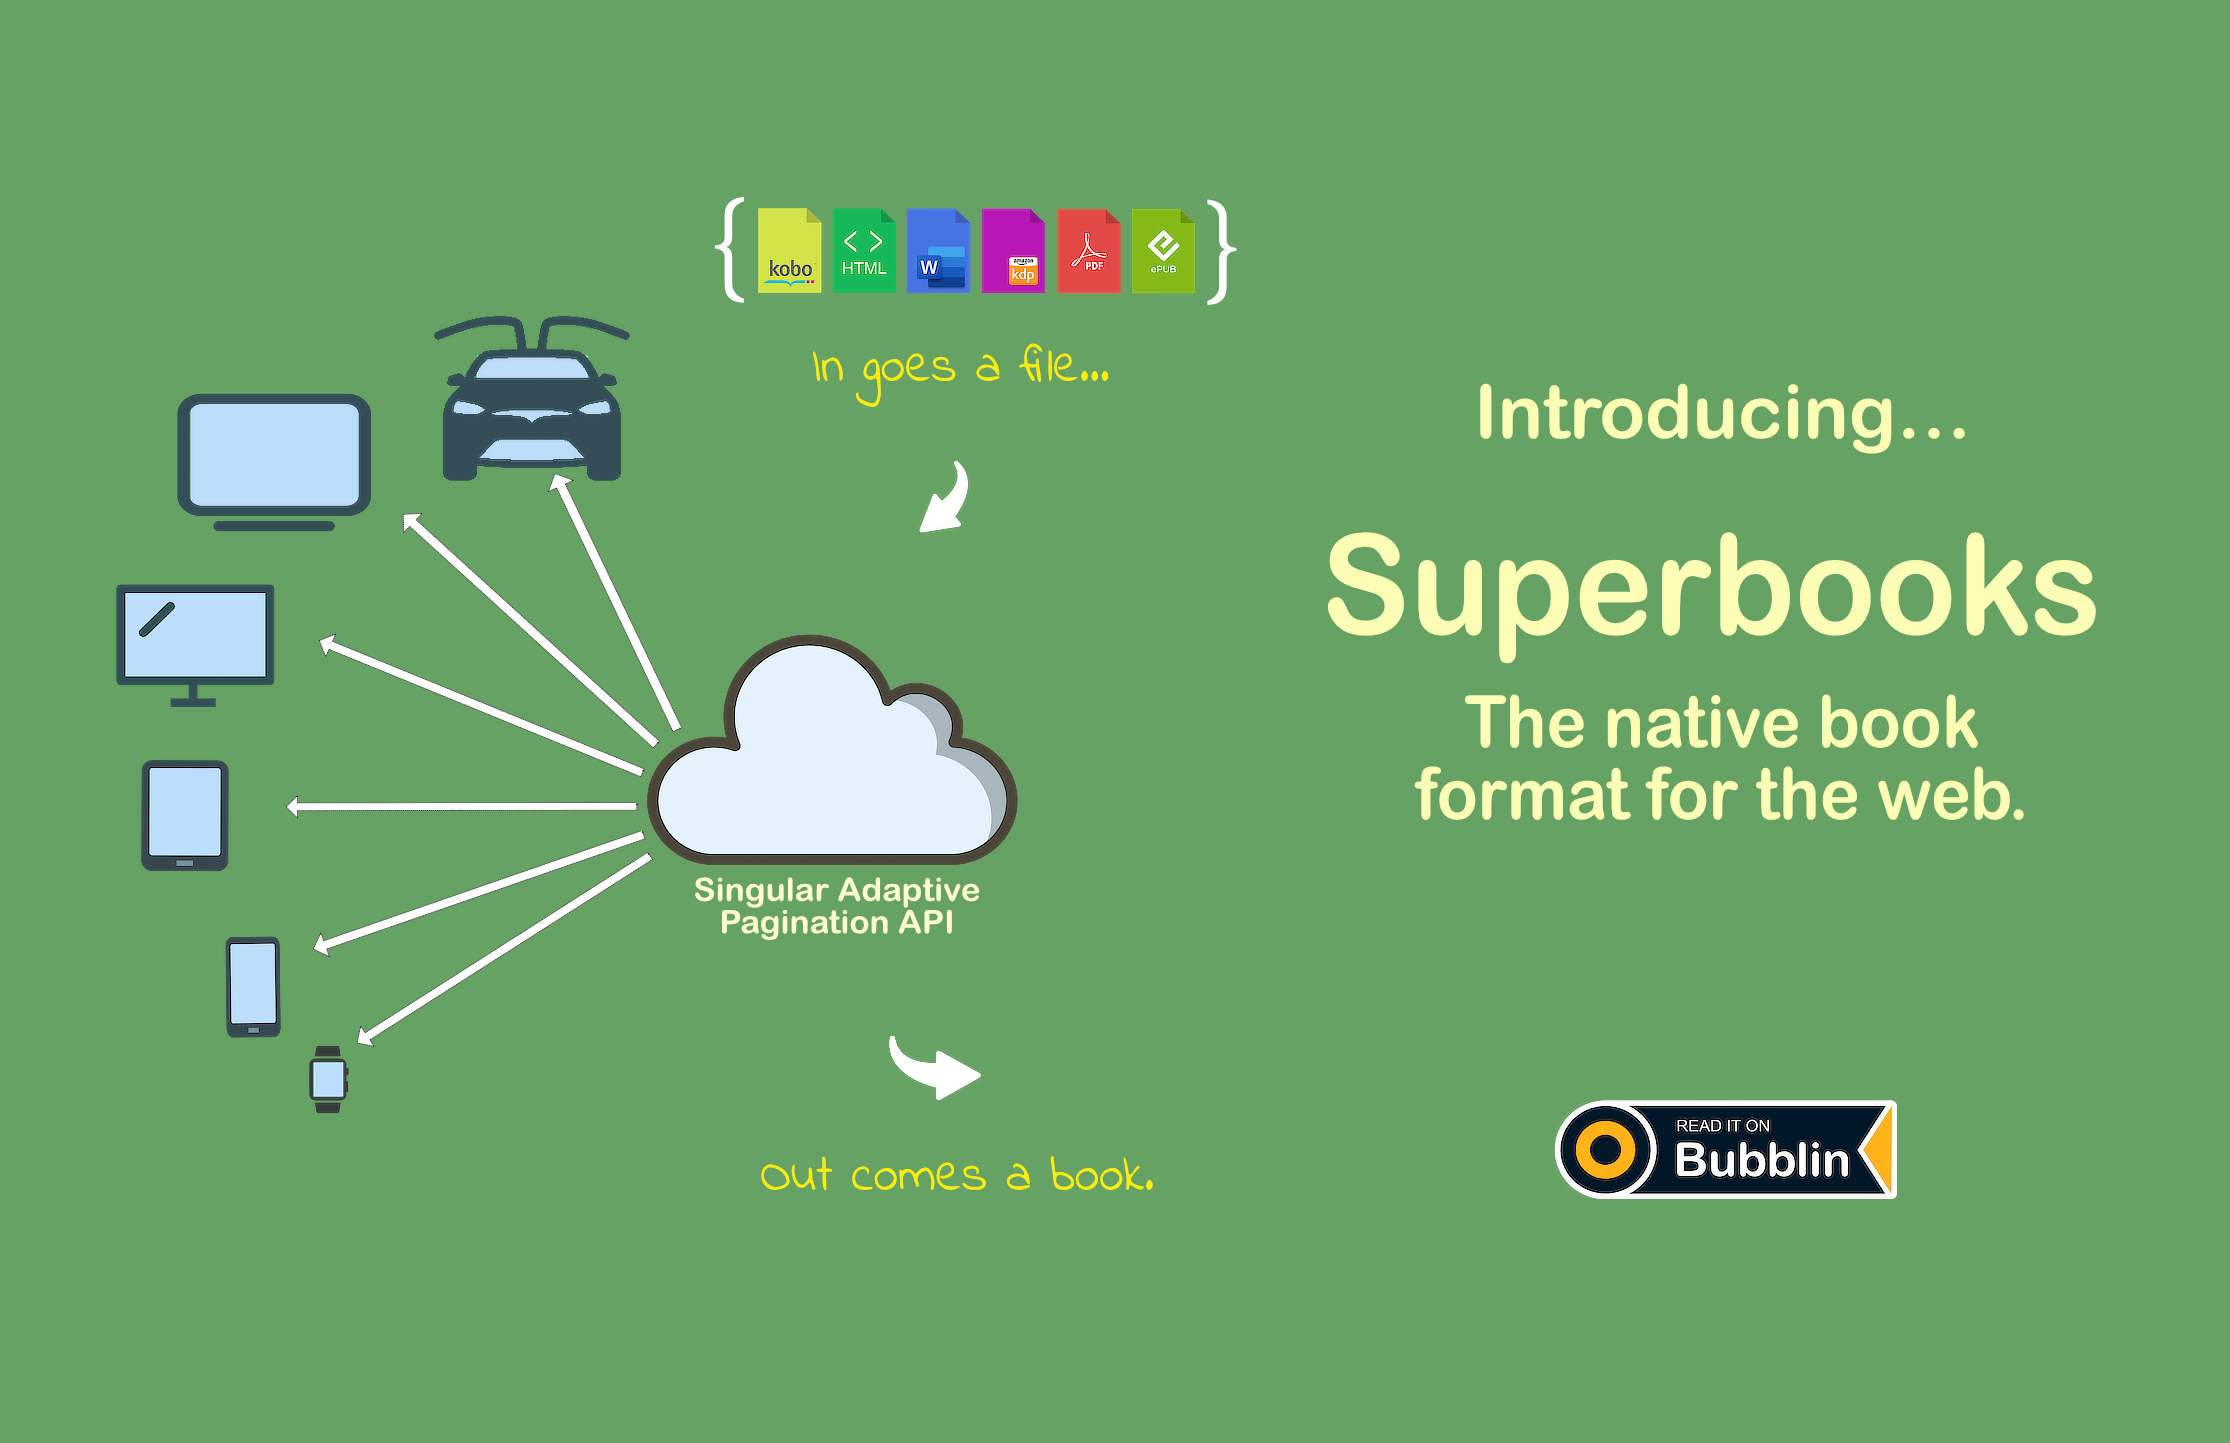 kobo
< >
HTML
W
amazon
kdp
PDF
ePUB
In goes a file...
Singular Adaptive
Pagination API
Out comes a book.
Introducing...
Superbooks
The native book
format for the web.
READ IT ON
Bubblin